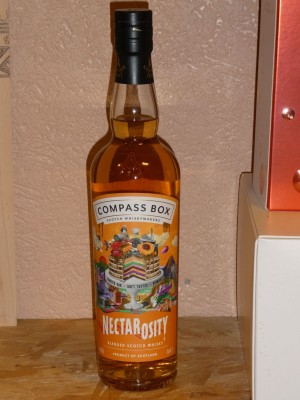 COMPASS BOX
SCOTCH WHISKYMAKERS
NECTAROSITY
BLENDED SCOTCH WHISKY
PRODUCT OF SCOTLAND